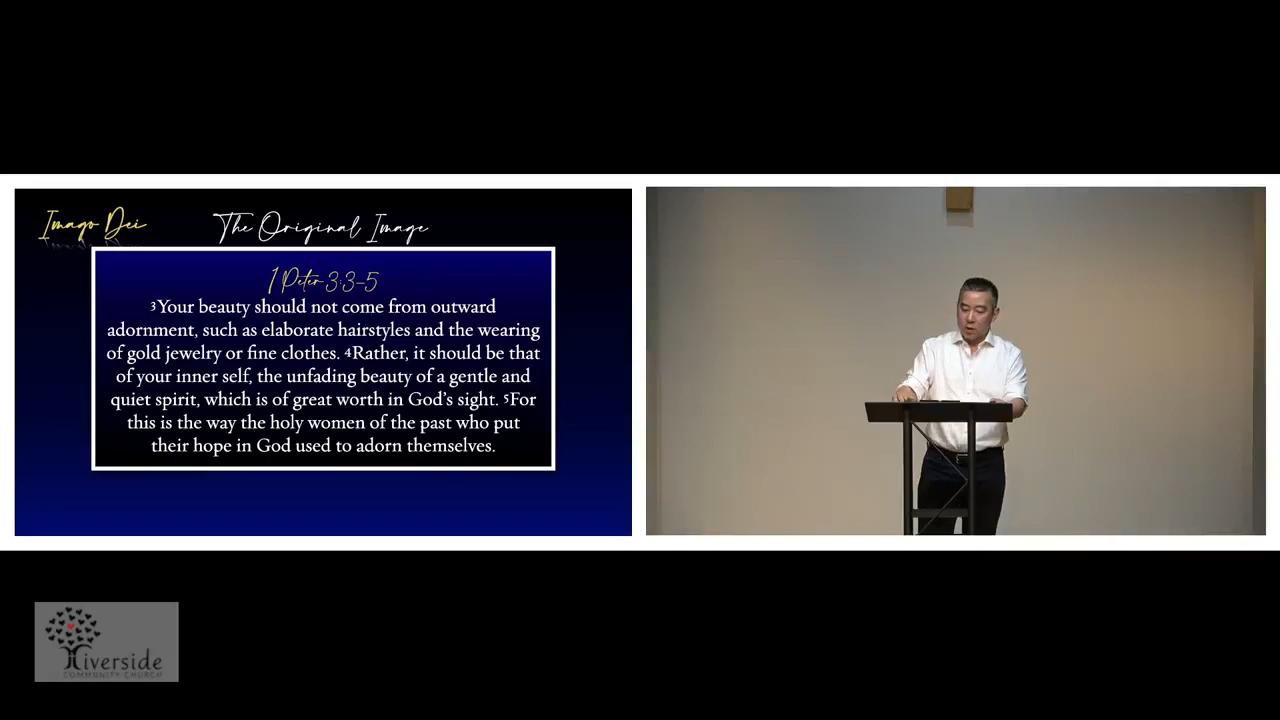 Imago Dei
The Original Image
1 Peter 3:3-5
3Your beauty should not come from outward
adornment, such as elaborate hairstyles and the wearing
of gold jewelry or fine clothes. 4Rather, it should be that
of your inner self, the unfading beauty of a gentle and
quiet spirit, which is of great worth in God's sight. 5For
this is the way the holy women of the past who put
their hope in God used to adorn themselves.
Riverside
COMMUNITY CHURCH